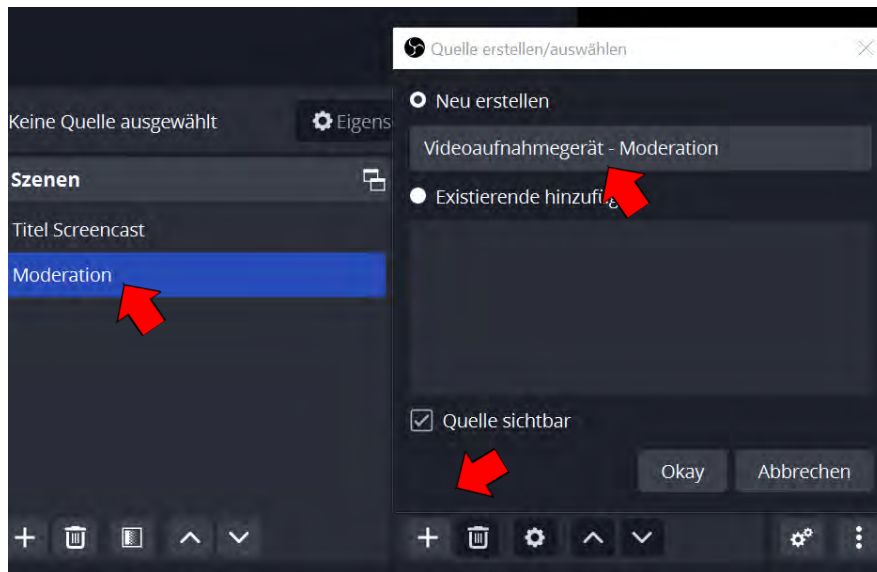 Quelle erstellen/auswählen
Neu erstellen
Keine Quelle ausgewählt
Eigens
Videoaufnahmegerät - Moderation
Szenen
Existierende hinzufüg
Titel Screencast
Moderation
Quelle sichtbar
Okay
Abbrechen